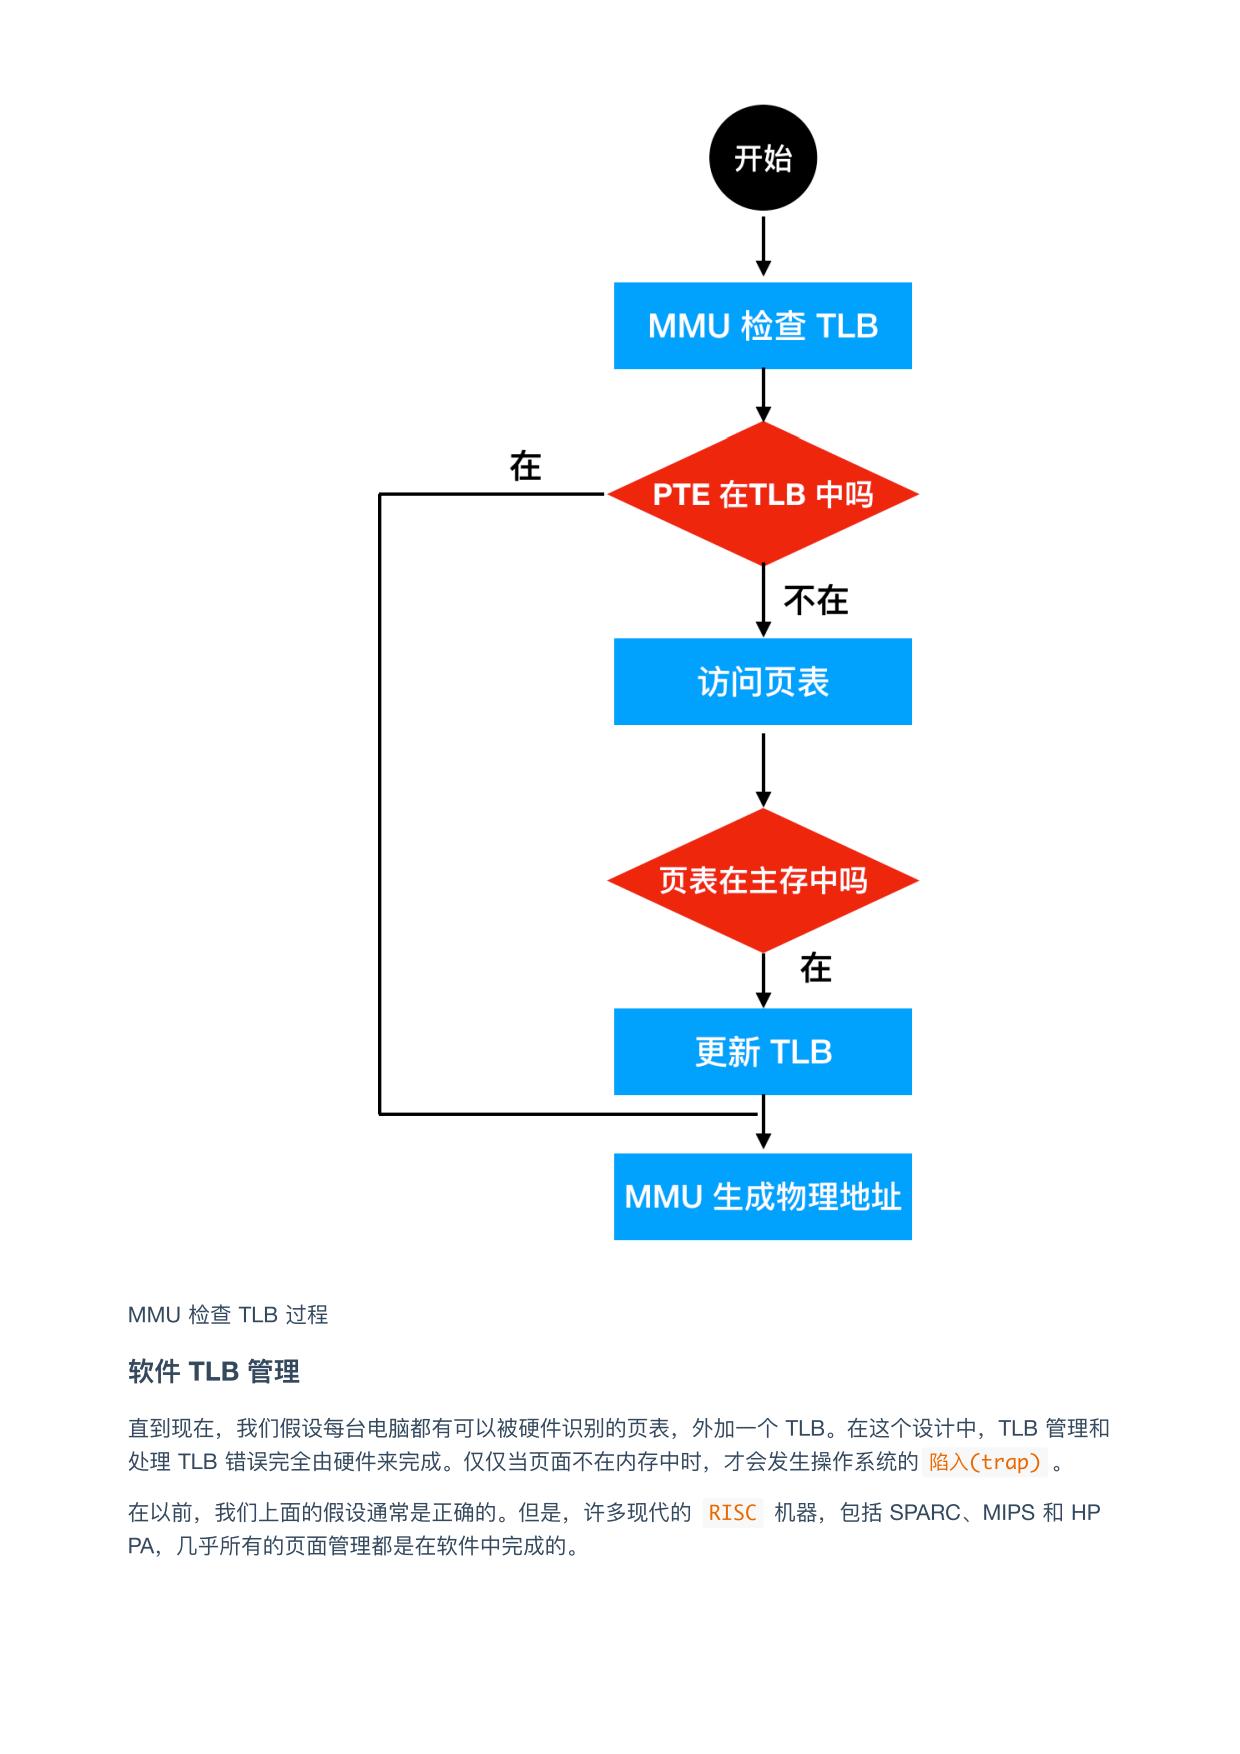 开始
MMU 检查 TLB
在
PTE 在TLB 中吗
不在
访问页表
页表在主存中吗
在
更新 TLB
MMU 生成物理地址
MMU 检查 TLB 过程
软件 TLB 管理
直到现在，我们假设每台电脑都有可以被硬件识别的页表，外加一个 TLB。在这个设计中，TLB 管理和
处理 TLB 错误完全由硬件来完成。仅仅当页面不在内存中时，才会发生操作系统的 陷入(trap) 。
在以前，我们上面的假设通常是正确的。但是，许多现代的 RISC 机器，包括 SPARC、MIPS 和 HP
PA，几乎所有的页面管理都是在软件中完成的。